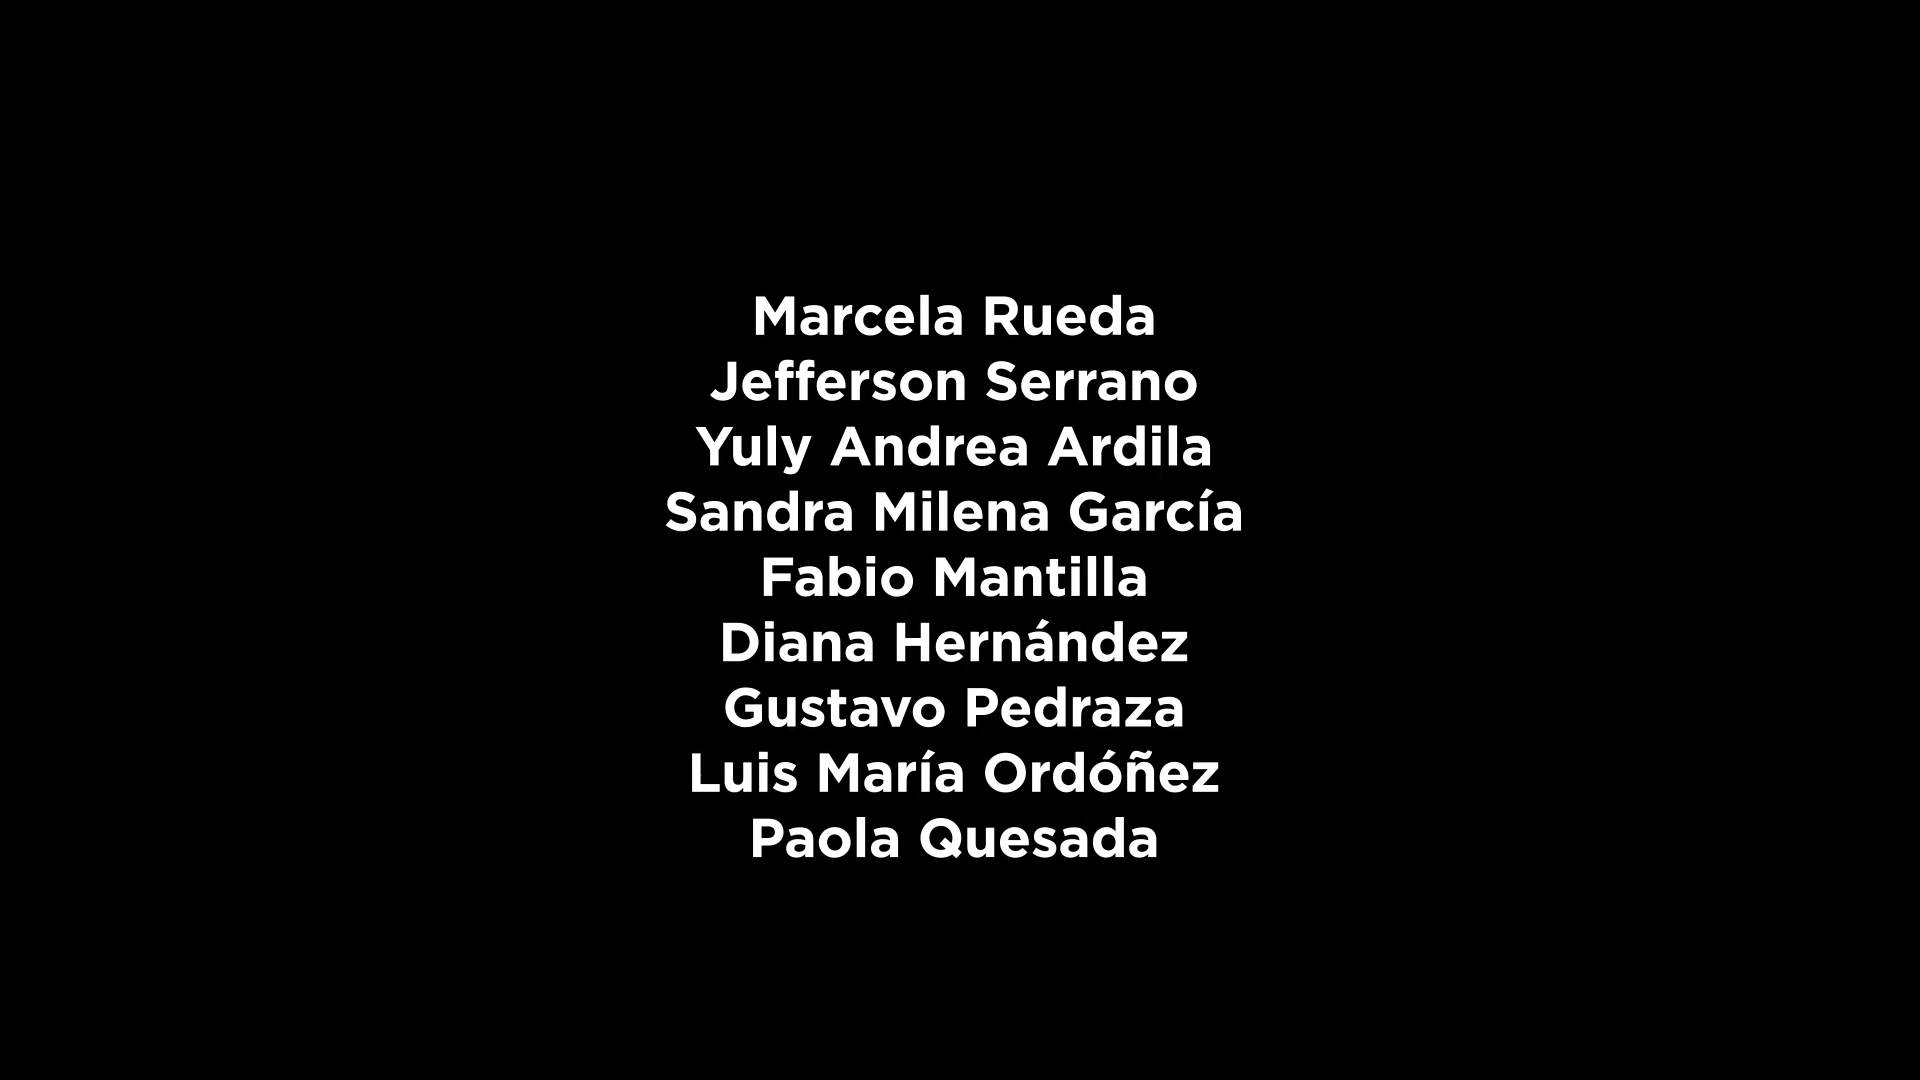 Marcela Rueda
Jefferson Serrano
Yuly Andrea Ardila
Sandra Milena García
Fabio Mantilla
Diana Hernández
Gustavo Pedraza
Luis María Ordóñez
Paola Quesada